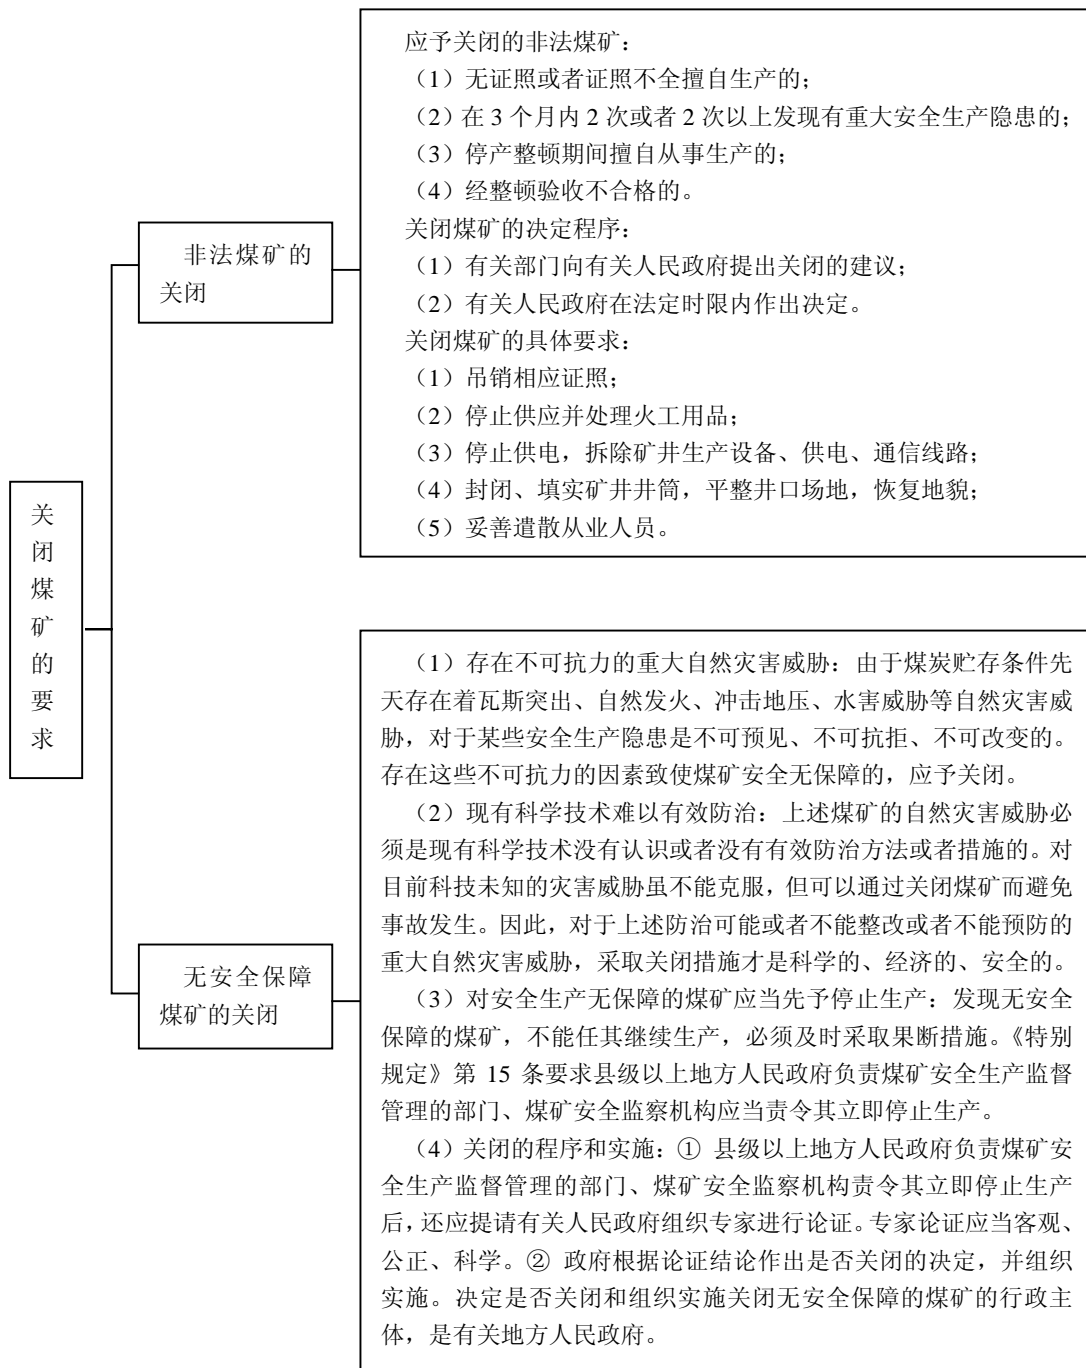 关
闭
煤
矿
的
要
求
非法煤矿的
关闭
应予关闭的非法煤矿：
（1）无证照或者证照不全擅自生产的；
（2）在 3 个月内 2 次或者 2 次以上发现有重大安全生产隐患的；
（3）停产整顿期间擅自从事生产的；
（4）经整顿验收不合格的。
关闭煤矿的决定程序：
（1）有关部门向有关人民政府提出关闭的建议；
（2）有关人民政府在法定时限内作出决定。
关闭煤矿的具体要求：
（1）吊销相应证照；
（2）停止供应并处理火工用品；
（3）停止供电，拆除矿井生产设备、供电、通信线路；
（4）封闭、填实矿井井筒，平整井口场地，恢复地貌；
（5）妥善遣散从业人员。
无安全保障
煤矿的关闭
（1）存在不可抗力的重大自然灾害威胁：由于煤炭贮存条件先
天存在着瓦斯突出、自然发火、冲击地压、水害威胁等自然灾害威
胁，对于某些安全生产隐患是不可预见、不可抗拒、不可改变的。
存在这些不可抗力的因素致使煤矿安全无保障的，应予关闭。
（2）现有科学技术难以有效防治：上述煤矿的自然灾害威胁必
须是现有科学技术没有认识或者没有有效防治方法或者措施的。对
目前科技未知的灾害威胁虽不能克服，但可以通过关闭煤矿而避免
事故发生。因此，对于上述防治可能或者不能整改或者不能预防的
重大自然灾害威胁，采取关闭措施才是科学的、经济的、安全的。
（3）对安全生产无保障的煤矿应当先予停止生产：发现无安全
保障的煤矿，不能任其继续生产，必须及时采取果断措施。《特别
规定》第 15 条要求县级以上地方人民政府负责煤矿安全生产监督
管理的部门、煤矿安全监察机构应当责令其立即停止生产。
（4）关闭的程序和实施：① 县级以上地方人民政府负责煤矿安
全生产监督管理的部门、煤矿安全监察机构责令其立即停止生产
后，还应提请有关人民政府组织专家进行论证。专家论证应当客观、
公正、科学。② 政府根据论证结论作出是否关闭的决定，并组织
实施。决定是否关闭和组织实施关闭无安全保障的煤矿的行政主
体，是有关地方人民政府。